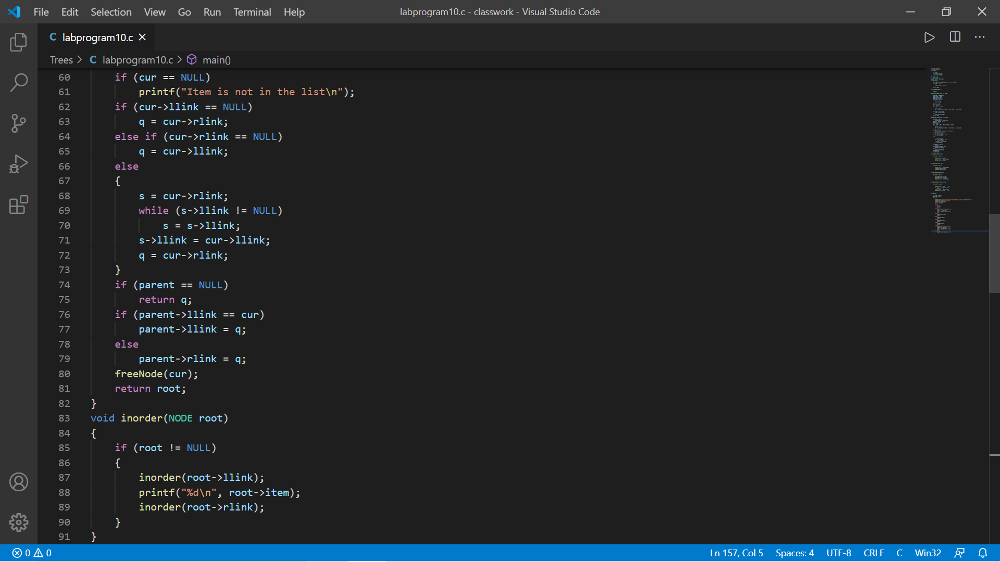 File Edit Selection View Go Run Terminal Help labprogram10.c - classwork - Visual Studio Code
C labprogram10.c
Trees > C labprogram10.c > main()
60 if (cur == NULL)
61 printf("Item is not in the list\n");
62 if (cur->llink == NULL)
63 q = cur->rlink;
64 else if (cur->rlink == NULL)
65 q = cur->llink;
66 else
67 {
68 s = cur->rlink;
69 while (s->llink != NULL)
70 s = s->llink;
71 s->llink = cur->llink;
72 q = cur->rlink;
73 }
74 if (parent == NULL)
75 return q;
76 if (parent->llink == cur)
77 parent->llink = q;
78 else
79 parent->rlink = q;
80 freeNode(cur);
81 return root;
82 }
83 void inorder(NODE root)
84 {
85 if (root != NULL)
86 {
87 inorder(root->llink);
88 printf("%d\n", root->item);
89 inorder(root->rlink);
90 }
91 }
0 0 Ln 157, Col 5 Spaces: 4 UTF-8 CRLF C Win32